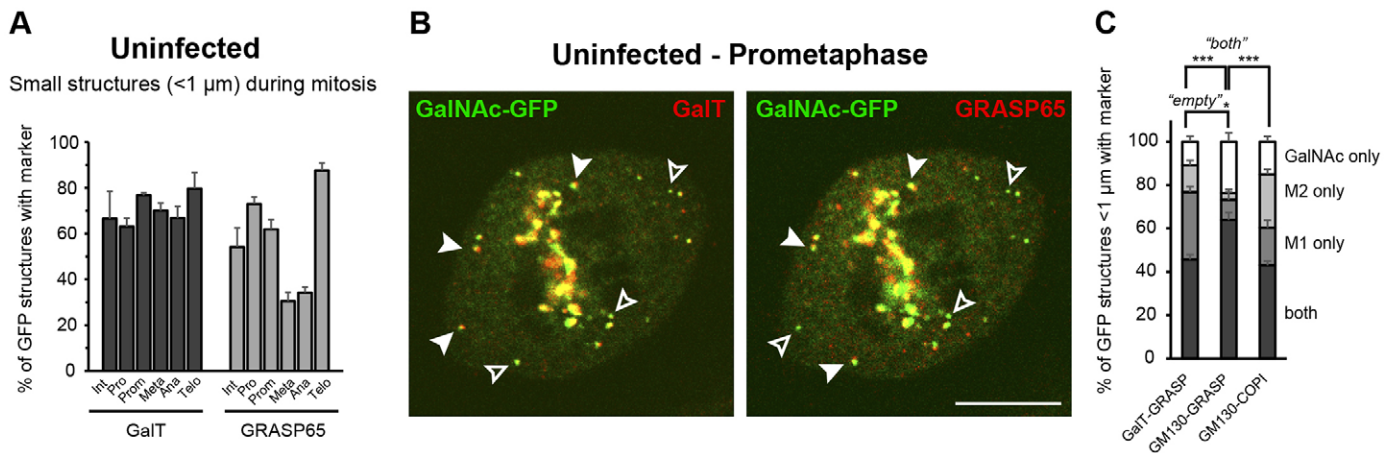 A
Uninfected
Small structures (<1 µm) during mitosis
% of GFP structures with marker
100
80
60
40
20
0
Int
Pro
Prom
Meta
Ana
Telo
Int
Pro
Prom
Meta
Ana
Telo
GalT
GRASP65
B
Uninfected - Prometaphase
GalNAc-GFP
GalT
GalNAc-GFP
GRASP65
C
“both”
*** ***
“empty” *
% of GFP structures <1 µm with marker
100
80
60
40
20
0
GalNAc only
M2 only
M1 only
both
GalT-GRASP
GM130-GRASP
GM130-COPI